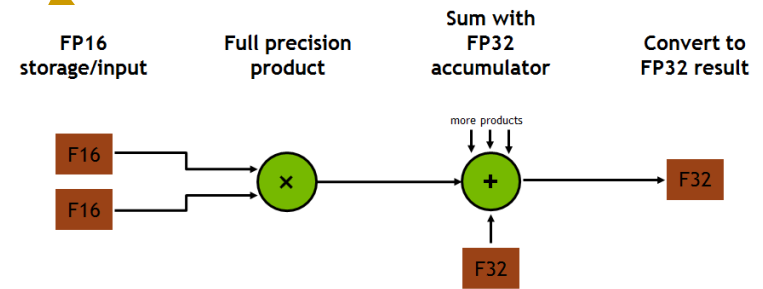 FP16
storage/input
Full precision
product
Sum with
FP32
accumulator
Convert to
FP32 result
more products
F16
F16
×
+
F32
F32